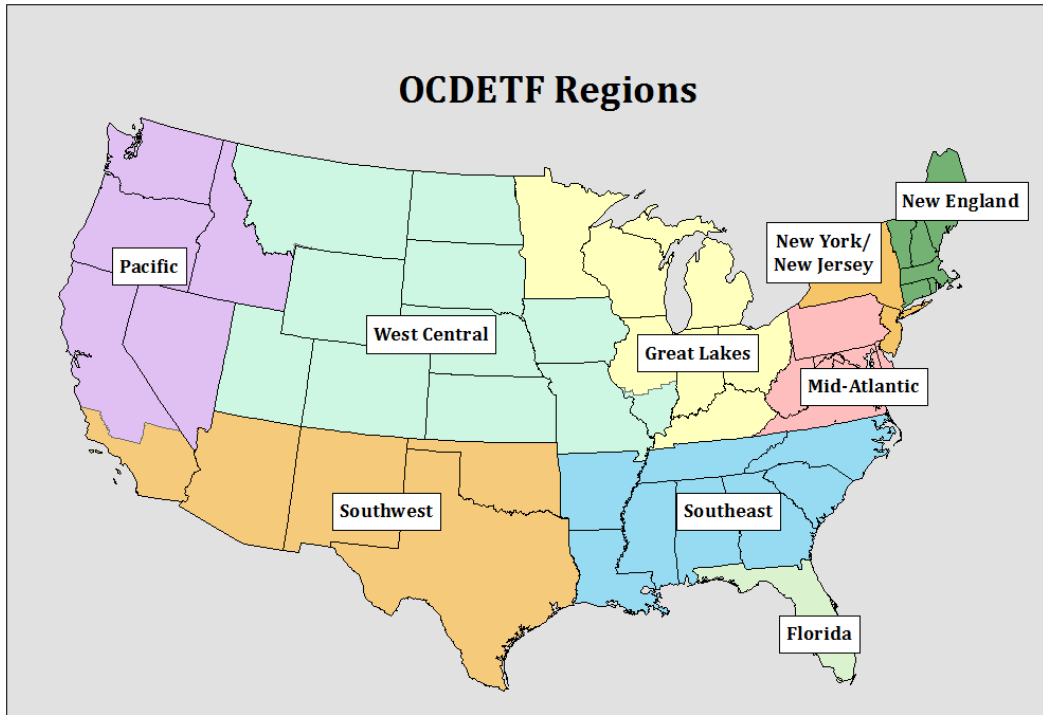 OCDETF Regions
New England
New York/
New Jersey
Pacific
West Central
Great Lakes
Mid-Atlantic
Southwest
Southeast
Florida